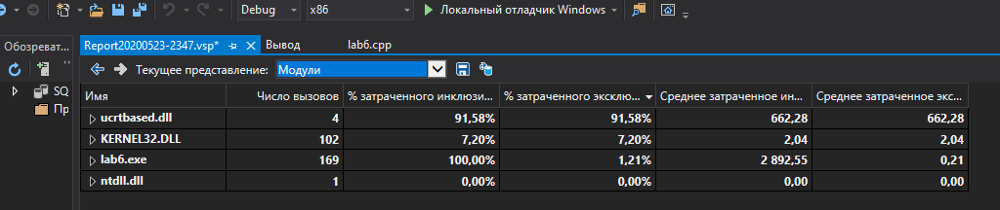 Debug x86 Локальный отладчик Windows
Обозреват... Report20200523-2347.vsp* Вывод lab6.cpp
Текущее представление: Модули
SQ
Пр
Имя Число вызовов % затраченного инклюзи... % затраченного эксклю... Среднее затраченное ин... Среднее затраченное экс...
ucrtbased.dll 4 91,58% 91,58% 662,28 662,28
KERNEL32.DLL 102 7,20% 7,20% 2,04 2,04
lab6.exe 169 100,00% 1,21% 2 892,55 0,21
ntdll.dll 1 0,00% 0,00% 0,00 0,00